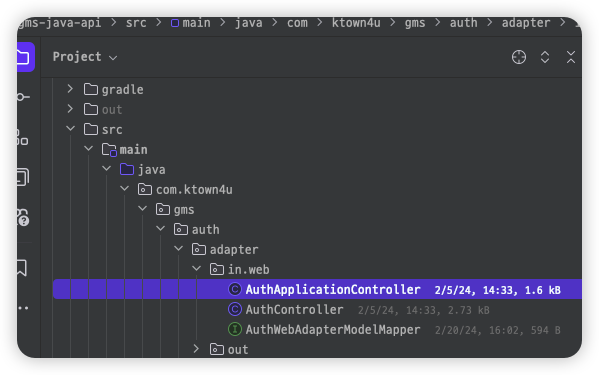 gms-java-api > src > main > java > com > ktown4u > gms > auth > adapter >
Project
gradle
out
src
main
java
com.ktown4u
gms
auth
adapter
in.web
AuthApplicationController 2/5/24, 14:33, 1.6 kB
AuthController 2/5/24, 14:33, 2.73 kB
AuthWebAdapterModelMapper 2/20/24, 16:02, 594 B
out